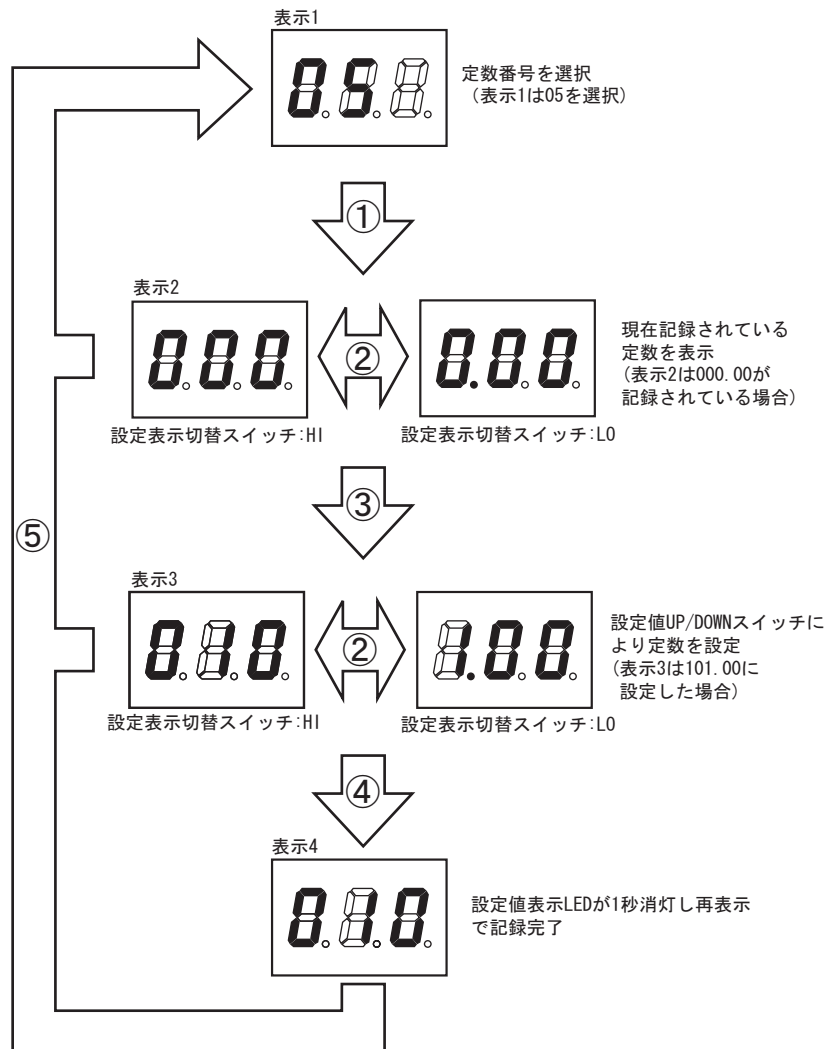 表示1
05
定数番号を選択
(表示1は05を選択)
①
表示2
000
②
0.00
現在記録されている
定数を表示
(表示2は000.00が
記録されている場合)
設定表示切替スイッチ:HI
設定表示切替スイッチ:LO
③
⑤
表示3
010
②
1.00
設定値UP/DOWNスイッチに
より定数を設定
(表示3は101.00に
設定した場合)
設定表示切替スイッチ:HI
設定表示切替スイッチ:LO
④
表示4
010
設定値表示LEDが1秒消灯し再表示
で記録完了